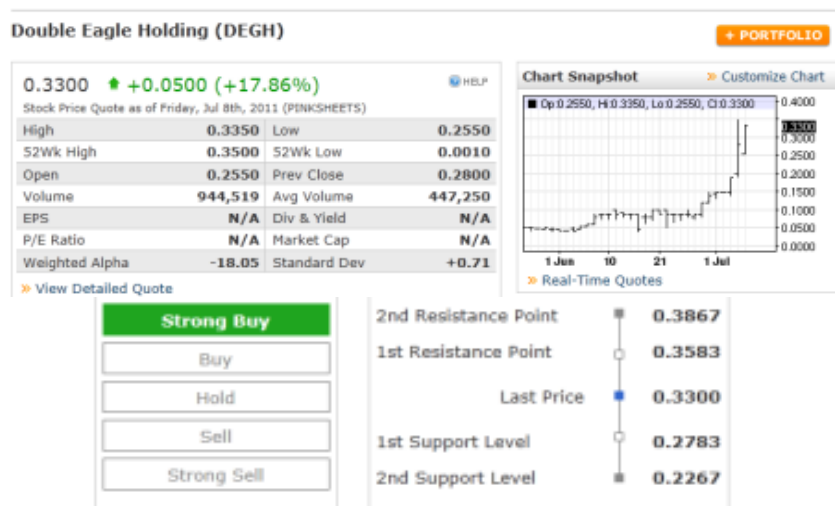 Double Eagle Holding (DEGH)
+ PORTFOLIO
0.3300 +0.0500 (+17.86%)
HELP
Stock Price Quote as of Friday, Jul 8th, 2011 (PINKSHEETS)
High 0.3350 Low 0.2550
52Wk High 0.3500 52Wk Low 0.0010
Open 0.2550 Prev Close 0.2800
Volume 944,519 Avg Volume 447,250
EPS N/A Div & Yield N/A
P/E Ratio N/A Market Cap N/A
Weighted Alpha -18.05 Standard Dev +0.71
» View Detailed Quote
Chart Snapshot » Customize Chart
Op:0.2550, Hi:0.3350, Lo:0.2550, Cl:0.3300
0.4000
0.3300
0.3000
0.2500
0.2000
0.1500
0.1000
0.0500
0.0000
1 Jun 10 21 1 Jul
» Real-Time Quotes
Strong Buy
Buy
Hold
Sell
Strong Sell
2nd Resistance Point 0.3867
1st Resistance Point 0.3583
Last Price 0.3300
1st Support Level 0.2783
2nd Support Level 0.2267